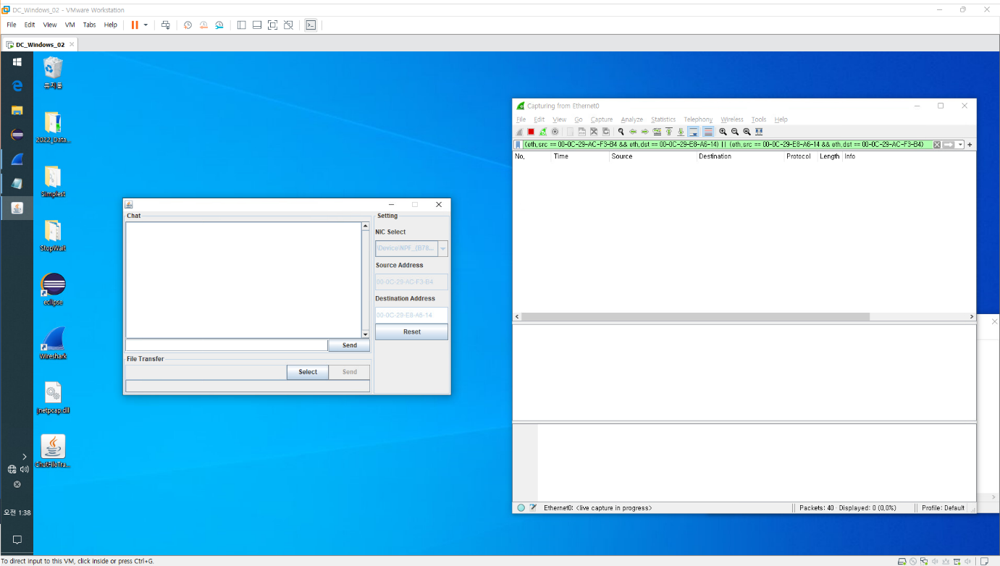 DC_Windows_02 - VMware Workstation
File Edit View VM Tabs Help
DC_Windows_02
휴지통
2022_Data...
Simplest
StopWait
eclipse
Wireshark
jnetpcap.dll
ChatFileTra...
오전 1:38
Chat
Send
File Transfer
Select Send
Setting
NIC Select
\Device\NPF_{B78...
Source Address
00-0C-29-AC-F3-B4
Destination Address
00-0C-29-E8-A6-14
Reset
Capturing from Ethernet0
File Edit View Go Capture Analyze Statistics Telephony Wireless Tools Help
(eth.src == 00-0C-29-AC-F3-B4 && eth.dst == 00-0C-29-E8-A6-14) || (eth.src == 00-0C-29-E8-A6-14 && eth.dst == 00-0C-29-AC-F3-B4)
No. Time Source Destination Protocol Length Info
Ethernet0: <live capture in progress> Packets: 40 · Displayed: 0 (0.0%) Profile: Default
To direct input to this VM, click inside or press Ctrl+G.